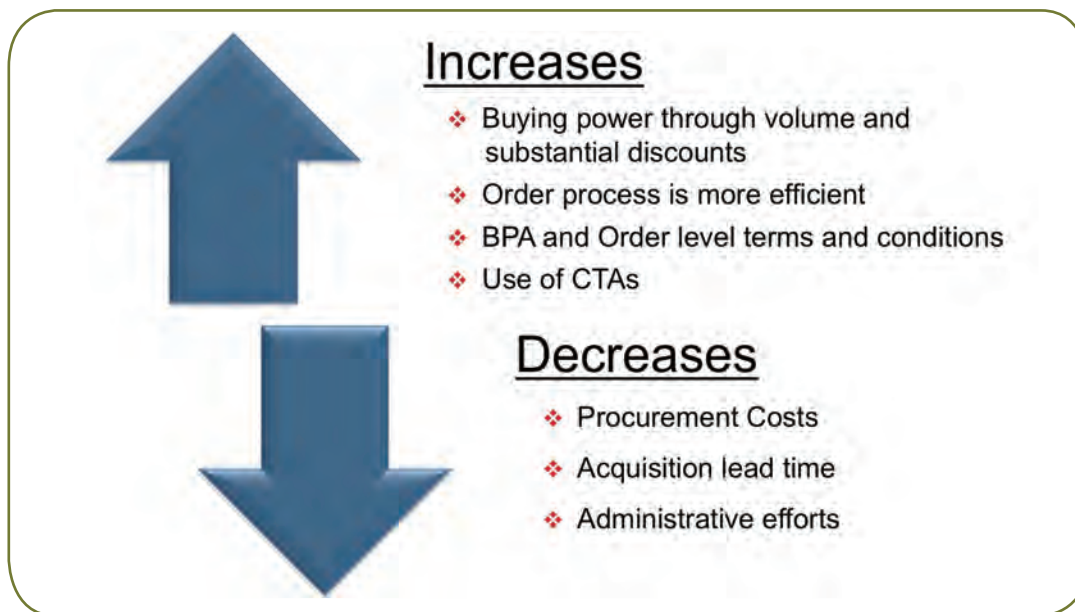 Increases
❖ Buying power through volume and
substantial discounts
❖ Order process is more efficient
❖ BPA and Order level terms and conditions
❖ Use of CTAs
Decreases
❖ Procurement Costs
❖ Acquisition lead time
❖ Administrative efforts